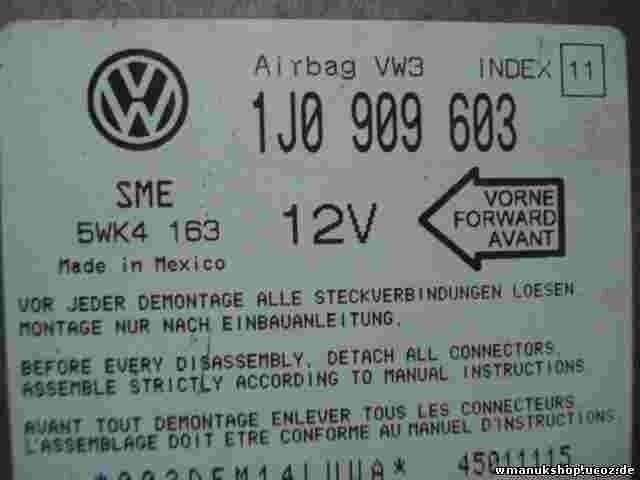 Airbag VW3 INDEX 11
1J0 909 603
SME
5WK4 163
Made in Mexico
12V
VORNE
FORWARD
AVANT
VOR JEDER DEMONTAGE ALLE STECKVERBINDUNGEN LOESEN
MONTAGE NUR NACH EINBAUANLEITUNG.
BEFORE EVERY DISASSEMBLY, DETACH ALL CONNECTORS.
ASSEMBLE STRICTLY ACCORDING TO MANUAL INSTRUCTIONS
AVANT TOUT DEMONTAGE ENLEVER TOUS LES CONNECTEURS
L'ASSEMBLAGE DOIT ETRE CONFORME AU MANUEL D'INSTRUCTIONS
45011115
wmanukshop.ucoz.de